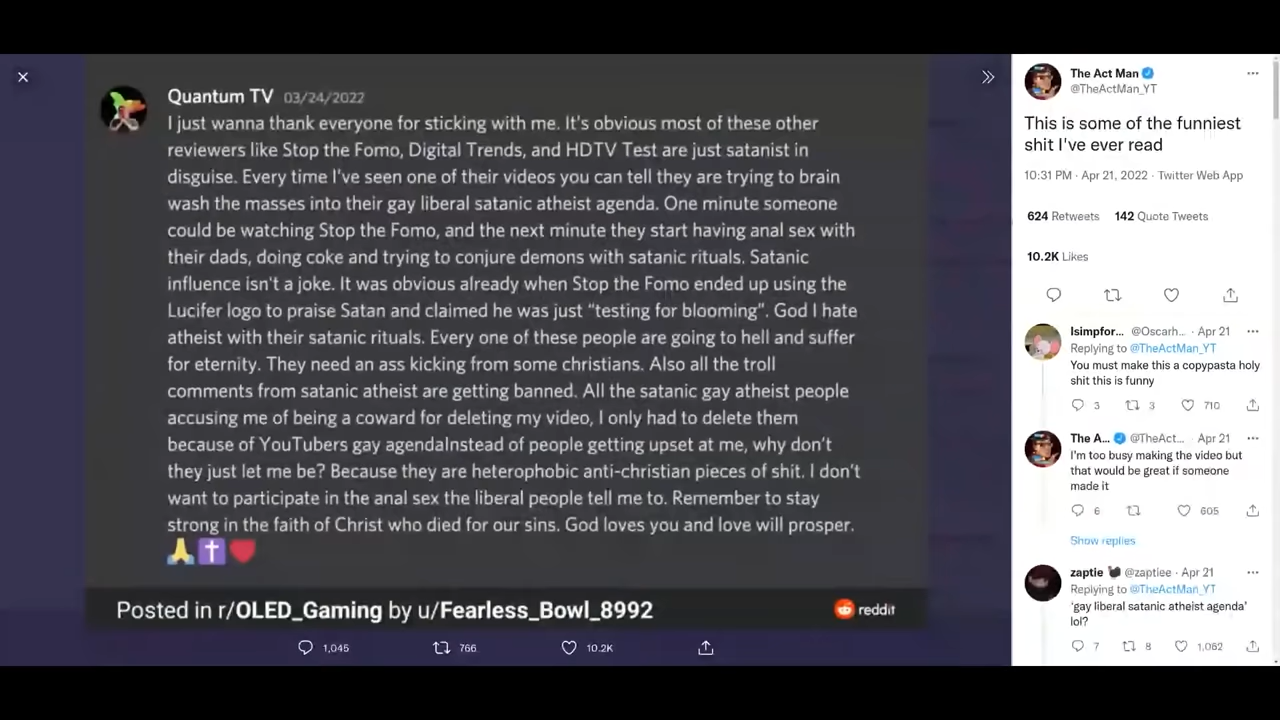 Quantum TV 03/24/2022
I just wanna thank everyone for sticking with me. It's obvious most of these other
reviewers like Stop the Fomo, Digital Trends, and HDTV Test are just satanist in
disguise. Every time I've seen one of their videos you can tell they are trying to brain
wash the masses into their gay liberal satanic atheist agenda. One minute someone
could be watching Stop the Fomo, and the next minute they start having anal sex with
their dads, doing coke and trying to conjure demons with satanic rituals. Satanic
influence isn't a joke. It was obvious already when Stop the Fomo ended up using the
Lucifer logo to praise Satan and claimed he was just “testing for blooming”. God I hate
atheist with their satanic rituals. Every one of these people are going to hell and suffer
for eternity. They need an ass kicking from some christians. Also all the troll
comments from satanic atheist are getting banned. All the satanic gay atheist people
accusing me of being a coward for deleting my video, I only had to delete them
because of YouTubers gay agendaInstead of people getting upset at me, why don't
they just let me be? Because they are heterophobic anti-christian pieces of shit. I don't
want to participate in the anal sex the liberal people tell me to. Remember to stay
strong in the faith of Christ who died for our sins. God loves you and love will prosper.
🙏✝️❤️
Posted in r/OLED_Gaming by u/Fearless_Bowl_8992
reddit
1,045 766 10.2K
The Act Man
@TheActMan_YT
This is some of the funniest
shit I've ever read
10:31 PM · Apr 21, 2022 · Twitter Web App
624 Retweets 142 Quote Tweets
10.2K Likes
Isimpfor... @Oscarh... · Apr 21
Replying to @TheActMan_YT
You must make this a copypasta holy
shit this is funny
3 3 710
The A... @TheAct... · Apr 21
I'm too busy making the video but
that would be great if someone
made it
6 605
Show replies
zaptie @zaptiee · Apr 21
Replying to @TheActMan_YT
'gay liberal satanic atheist agenda'
lol?
7 8 1,062